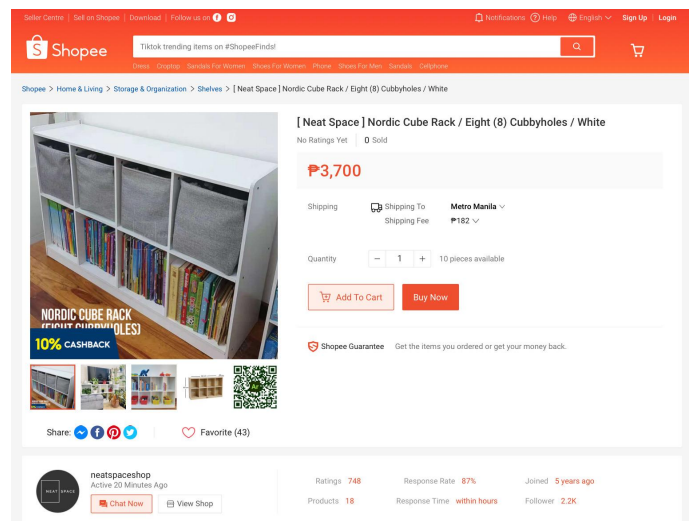 Seller Centre | Sell on Shopee | Download | Follow us on
Notifications Help English Sign Up | Login
Shopee
Tiktok trending items on #ShopeeFinds!
Dress Croptop Sandals For Women Shoes For Women Phone Shoes For Men Sandals Cellphone
Shopee > Home & Living > Storage & Organization > Shelves > [ Neat Space ] Nordic Cube Rack / Eight (8) Cubbyholes / White
[ Neat Space ] Nordic Cube Rack / Eight (8) Cubbyholes / White
No Ratings Yet 0 Sold
₱3,700
Shipping Shipping To Metro Manila
Shipping Fee ₱182
Quantity − 1 + 10 pieces available
Add To Cart Buy Now
Shopee Guarantee Get the items you ordered or get your money back.
NORDIC CUBE RACK
(EIGHT CUBBYHOLES)
10% CASHBACK
Ar
Share: Favorite (43)
NEAT SPACE
neatspaceshop
Active 20 Minutes Ago
Chat Now View Shop
Ratings 748 Response Rate 87% Joined 5 years ago
Products 18 Response Time within hours Follower 2.2K